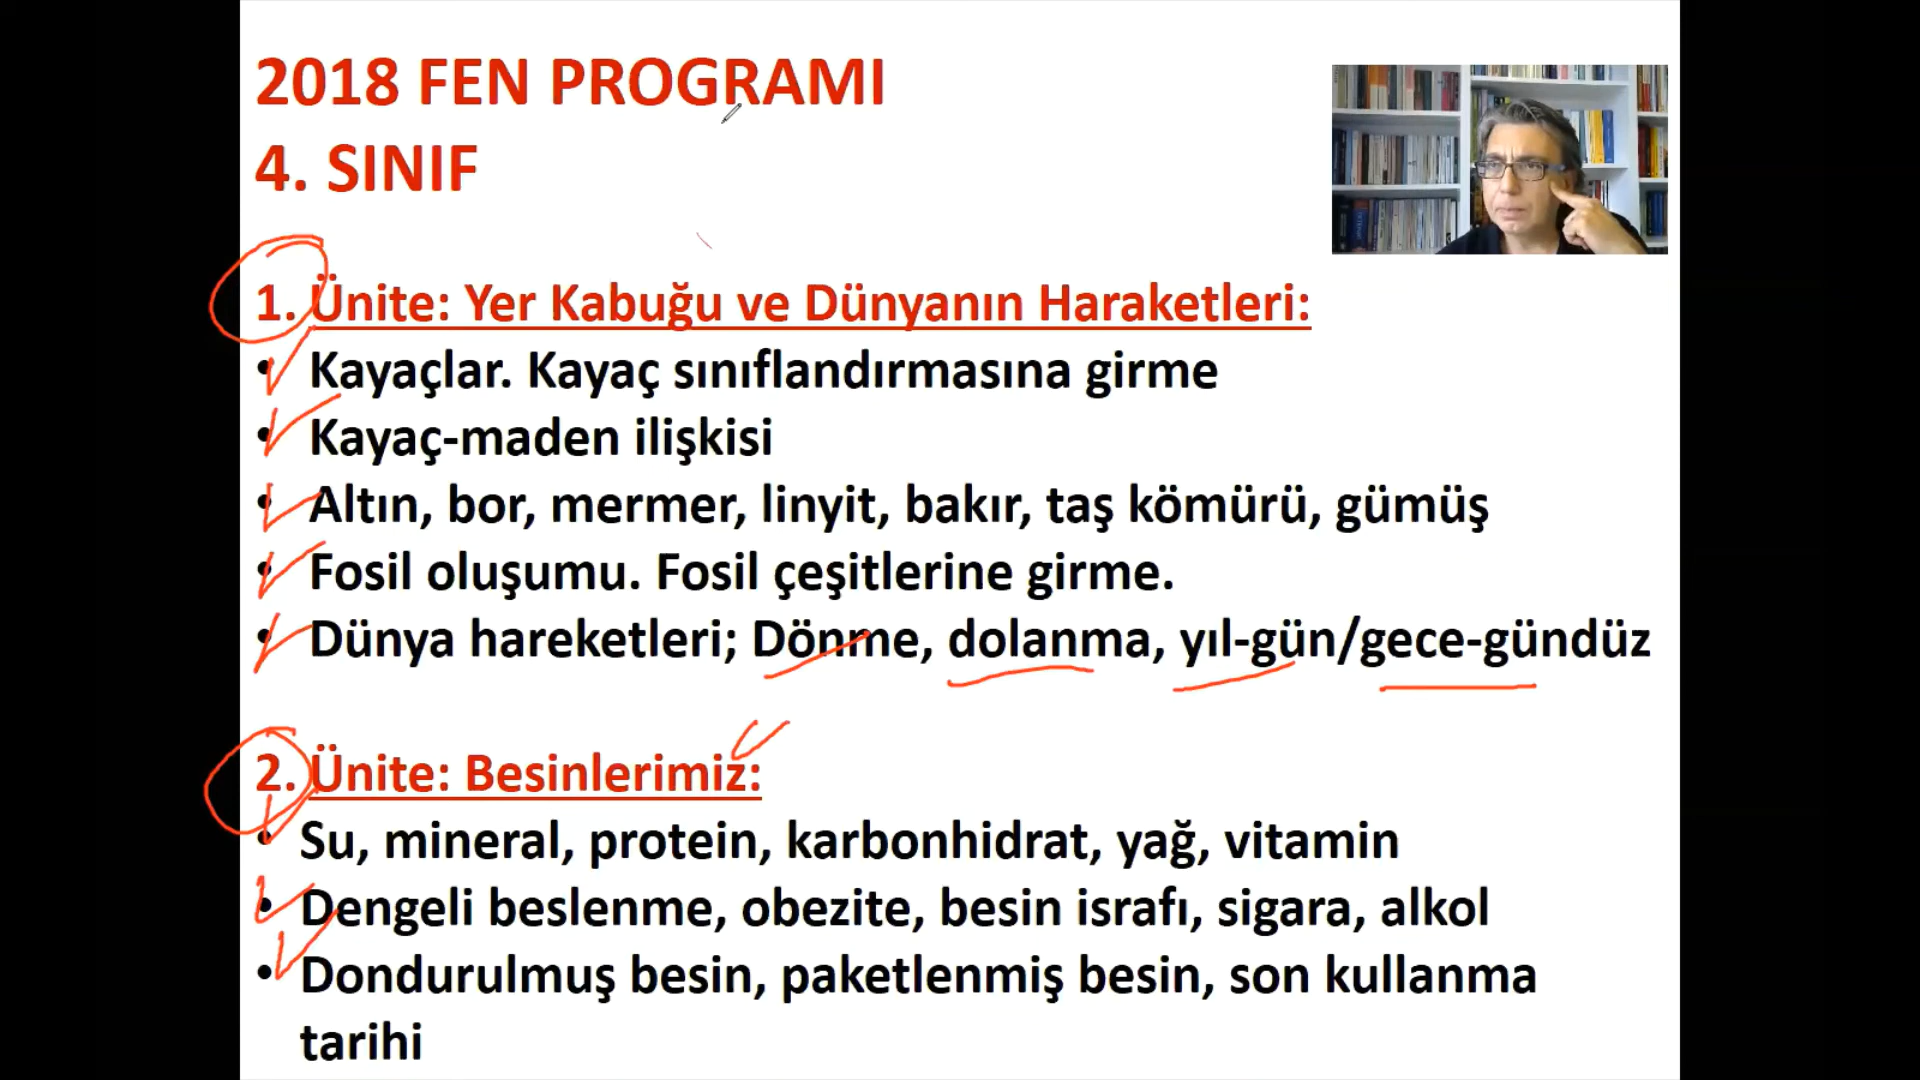 2018 FEN PROGRAMI
4. SINIF
1. Ünite: Yer Kabuğu ve Dünyanın Haraketleri:
• Kayaçlar. Kayaç sınıflandırmasına girme
• Kayaç-maden ilişkisi
• Altın, bor, mermer, linyit, bakır, taş kömürü, gümüş
• Fosil oluşumu. Fosil çeşitlerine girme.
• Dünya hareketleri; Dönme, dolanma, yıl-gün/gece-gündüz
2. Ünite: Besinlerimiz:
• Su, mineral, protein, karbonhidrat, yağ, vitamin
• Dengeli beslenme, obezite, besin israfı, sigara, alkol
• Dondurulmuş besin, paketlenmiş besin, son kullanma
tarihi